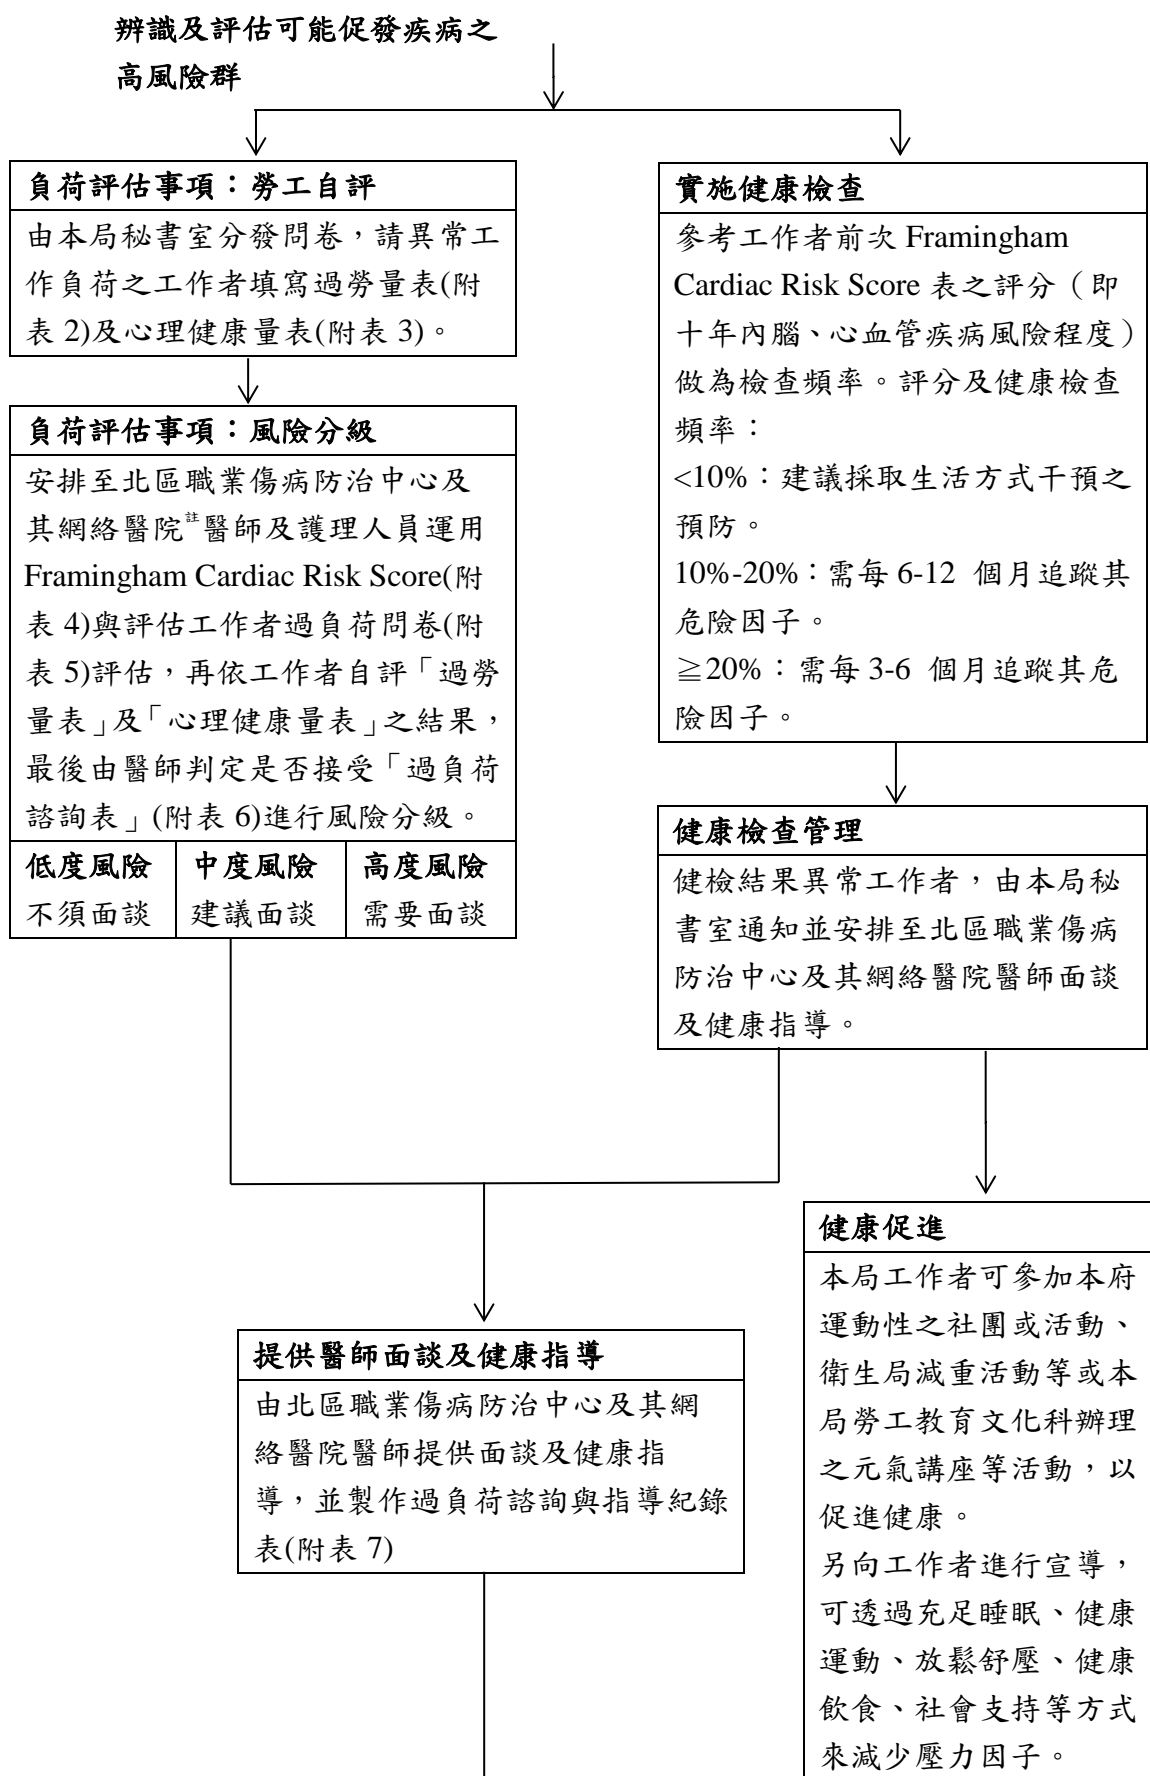 辨識及評估可能促發疾病之
高風險群
負荷評估事項：勞工自評
由本局秘書室分發問卷，請異常工
作負荷之工作者填寫過勞量表(附
表 2)及心理健康量表(附表 3)。
負荷評估事項：風險分級
安排至北區職業傷病防治中心及
其網絡醫院註醫師及護理人員運用
Framingham Cardiac Risk Score(附
表 4)與評估工作者過負荷問卷(附
表 5)評估，再依工作者自評「過勞
量表」及「心理健康量表」之結果，
最後由醫師判定是否接受「過負荷
諮詢表」(附表 6)進行風險分級。
低度風險 中度風險 高度風險
不須面談 建議面談 需要面談
實施健康檢查
參考工作者前次 Framingham
Cardiac Risk Score 表之評分（即
十年內腦、心血管疾病風險程度）
做為檢查頻率。評分及健康檢查
頻率：
<10%：建議採取生活方式干預之
預防。
10%-20%：需每 6-12 個月追蹤其
危險因子。
≧20%：需每 3-6 個月追蹤其危
險因子。
健康檢查管理
健檢結果異常工作者，由本局秘
書室通知並安排至北區職業傷病
防治中心及其網絡醫院醫師面談
及健康指導。
提供醫師面談及健康指導
由北區職業傷病防治中心及其網
絡醫院醫師提供面談及健康指
導，並製作過負荷諮詢與指導紀錄
表(附表 7)
健康促進
本局工作者可參加本府
運動性之社團或活動、
衛生局減重活動等或本
局勞工教育文化科辦理
之元氣講座等活動，以
促進健康。
另向工作者進行宣導，
可透過充足睡眠、健康
運動、放鬆舒壓、健康
飲食、社會支持等方式
來減少壓力因子。